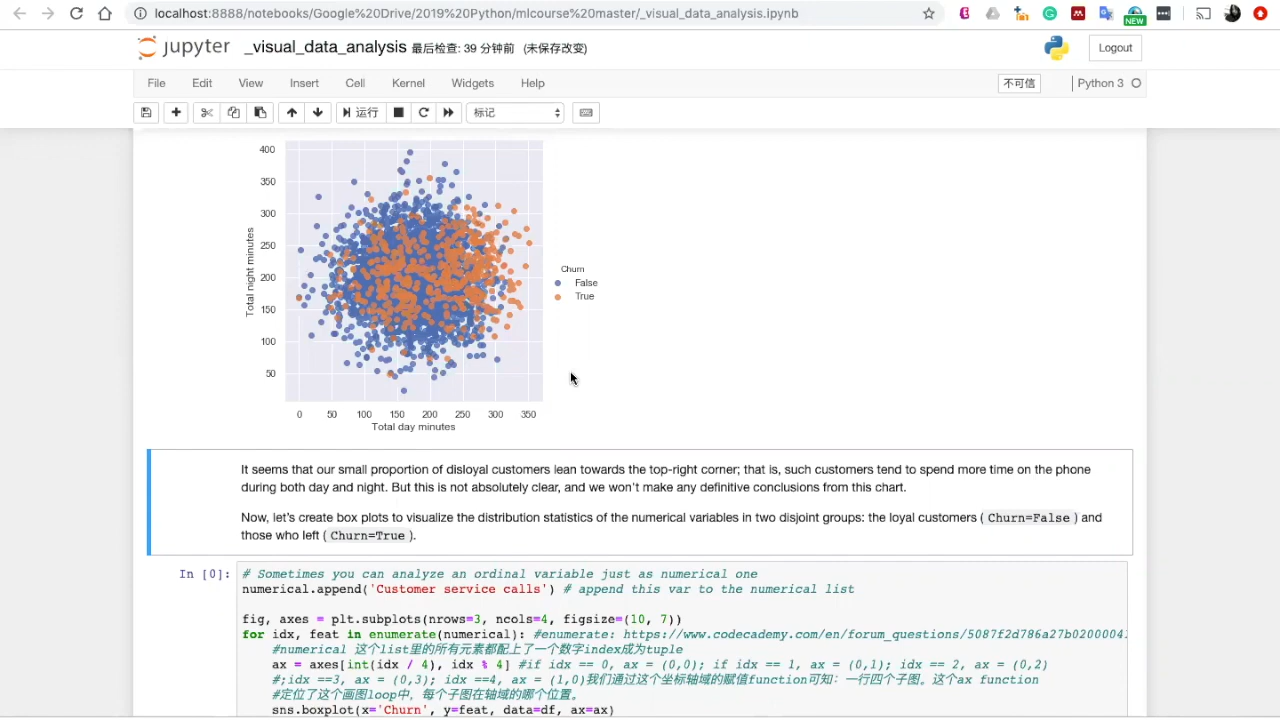 localhost:8888/notebooks/Google%20Drive/2019%20Python/mlcourse%20master/_visual_data_analysis.ipynb
NEW
jupyter _visual_data_analysis 最后检查: 39 分钟前 (未保存改变)
Logout
File Edit View Insert Cell Kernel Widgets Help
不可信
Python 3
运行
标记
400
350
300
250
200
150
100
50
Total night minutes
0 50 100 150 200 250 300 350
Total day minutes
Churn
False
True
It seems that our small proportion of disloyal customers lean towards the top-right corner; that is, such customers tend to spend more time on the phone
during both day and night. But this is not absolutely clear, and we won't make any definitive conclusions from this chart.
Now, let's create box plots to visualize the distribution statistics of the numerical variables in two disjoint groups: the loyal customers ( Churn=False ) and
those who left ( Churn=True ).
In [0]:
# Sometimes you can analyze an ordinal variable just as numerical one
numerical.append('Customer service calls') # append this var to the numerical list
fig, axes = plt.subplots(nrows=3, ncols=4, figsize=(10, 7))
for idx, feat in enumerate(numerical): #enumerate: https://www.codecademy.com/en/forum_questions/5087f2d786a27b02000041
#numerical 这个list里的所有元素都配上了一个数字index成为tuple
ax = axes[int(idx / 4), idx % 4] #if idx == 0, ax = (0,0); if idx == 1, ax = (0,1); idx == 2, ax = (0,2)
#;idx ==3, ax = (0,3); idx ==4, ax = (1,0)我们通过这个坐标轴域的赋值function可知：一行四个子图。这个ax function
#定位了这个画图loop中，每个子图在轴域的哪个位置。
sns.boxplot(x='Churn', y=feat, data=df, ax=ax)